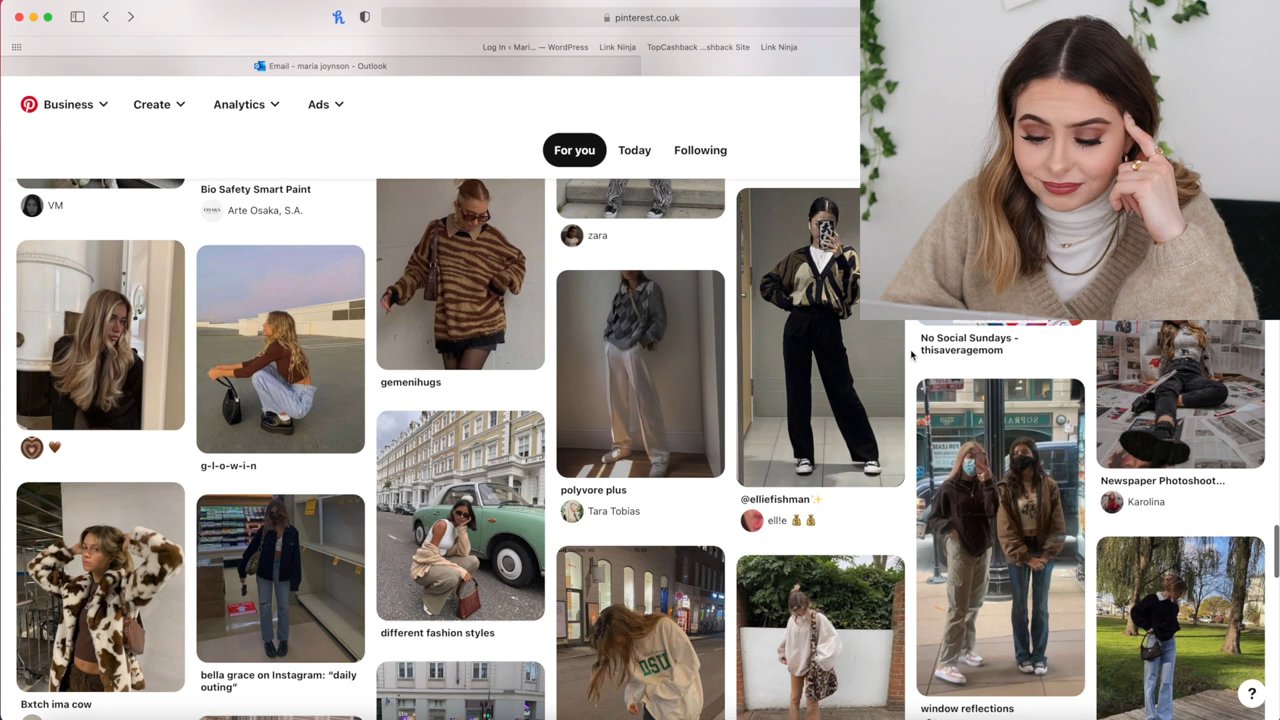 pinterest.co.uk
Log In ‹ Mari... — WordPress
Link Ninja
TopCashback ...shback Site
Link Ninja
Email - maria joynson - Outlook
Business
Create
Analytics
Ads
For you
Today
Following
VM
Bio Safety Smart Paint
OSAKA
Arte Osaka, S.A.
zara
gemenihugs
No Social Sundays -
thisaveragemom
g-l-o-w-i-n
polyvore plus
Tara Tobias
@elliefishman✨
ell!e 💰 💰
Newspaper Photoshoot...
Karolina
different fashion styles
bella grace on Instagram: “daily
outing”
DSU
Bxtch ima cow
window reflections
?